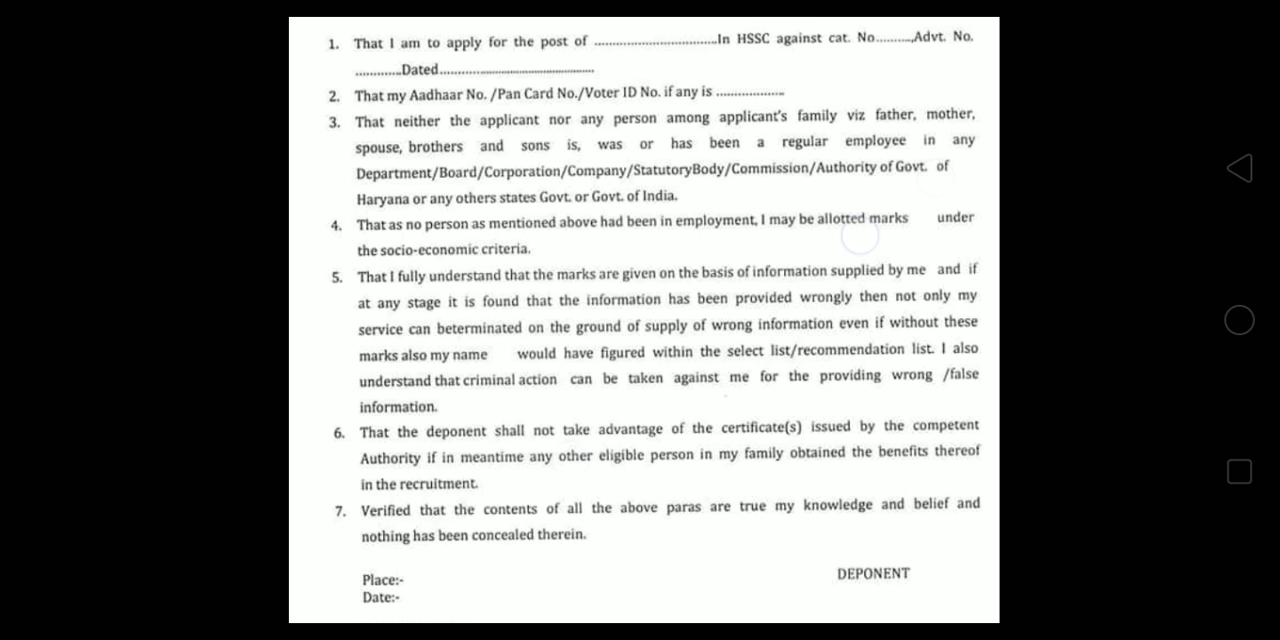 1. That I am to apply for the post of ................................In HSSC against cat. No..........,Advt. No.
............Dated..........................................
2. That my Aadhaar No. /Pan Card No./Voter ID No. if any is ..................
3. That neither the applicant nor any person among applicant's family viz father, mother,
spouse, brothers and sons is, was or has been a regular employee in any
Department/Board/Corporation/Company/StatutoryBody/Commission/Authority of Govt. of
Haryana or any others states Govt. or Govt. of India.
4. That as no person as mentioned above had been in employment, I may be allotted marks under
the socio-economic criteria.
5. That I fully understand that the marks are given on the basis of information supplied by me and if
at any stage it is found that the information has been provided wrongly then not only my
service can beterminated on the ground of supply of wrong information even if without these
marks also my name would have figured within the select list/recommendation list. I also
understand that criminal action can be taken against me for the providing wrong /false
information.
6. That the deponent shall not take advantage of the certificate(s) issued by the competent
Authority if in meantime any other eligible person in my family obtained the benefits thereof
in the recruitment.
7. Verified that the contents of all the above paras are true my knowledge and belief and
nothing has been concealed therein.
DEPONENT
Place:-
Date:-